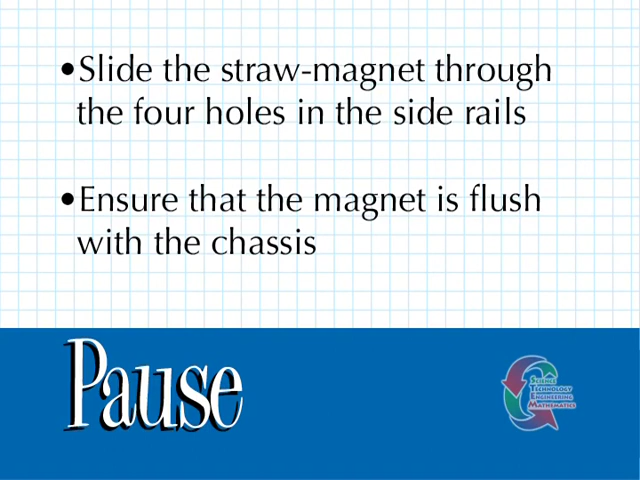 •Slide the straw-magnet through
the four holes in the side rails
•Ensure that the magnet is flush
with the chassis
Pause
Science
Technology
Engineering
Mathematics